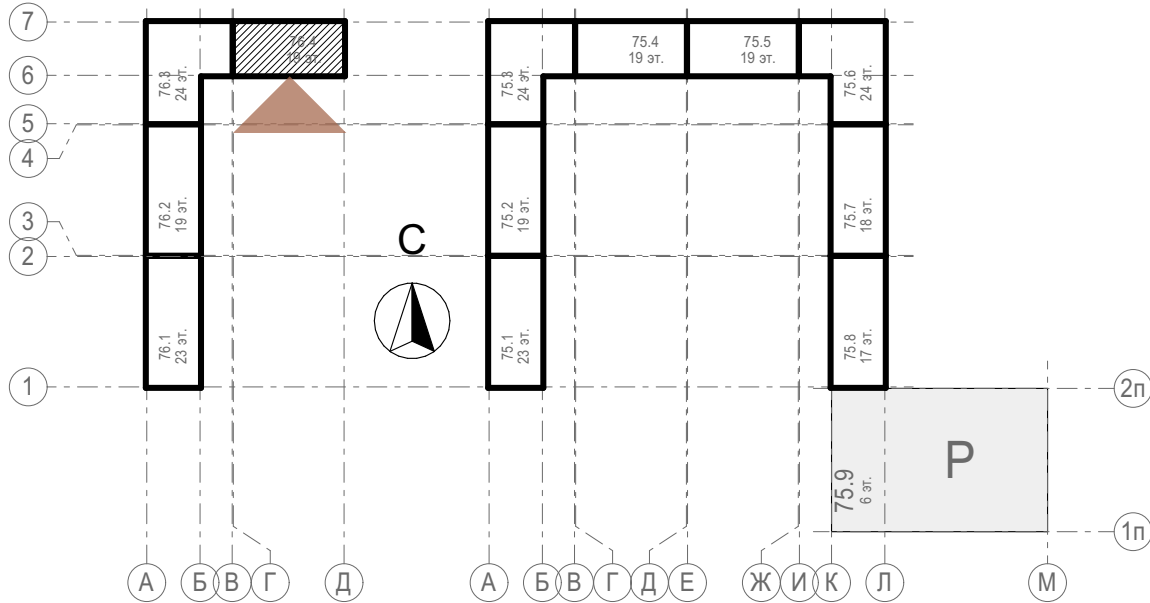 7
76.4
19 эт.
75.4
19 эт.
75.5
19 эт.
6
76.3
24 эт.
75.3
24 эт.
75.6
24 эт.
5
4
76.2
19 эт.
75.2
19 эт.
75.7
18 эт.
3
2
С
76.1
23 эт.
75.1
23 эт.
75.8
17 эт.
1
2п
75.9
6 эт.
P
1п
А Б В Г Д А Б В Г Д Е Ж И К Л М